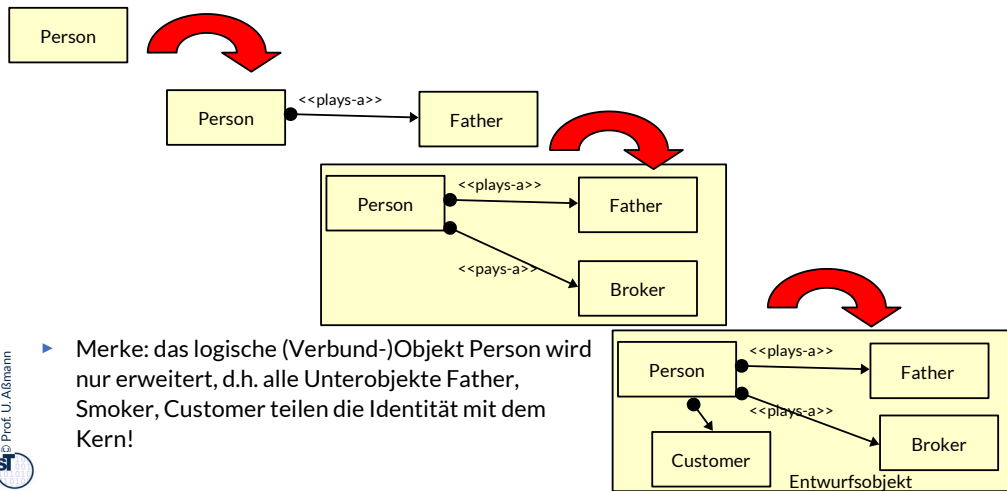 Person
Person
<<plays-a>>
Father
Person
<<plays-a>>
Father
<<pays-a>>
Broker
► Merke: das logische (Verbund-)Objekt Person wird
nur erweitert, d.h. alle Unterobjekte Father,
Smoker, Customer teilen die Identität mit dem
Kern!
Person
<<plays-a>>
Father
<<plays-a>>
Broker
Customer
Entwurfsobjekt
© Prof. U. Aßmann
ST